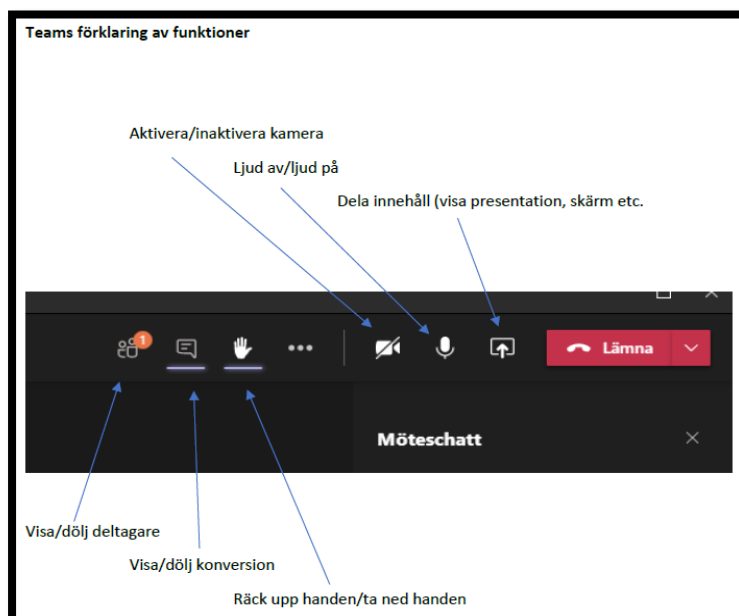 Teams förklaring av funktioner
Aktivera/inaktivera kamera
Ljud av/ljud på
Dela innehåll (visa presentation, skärm etc.
1
Lämna
Möteschatt
Visa/dölj deltagare
Visa/dölj konversion
Räck upp handen/ta ned handen